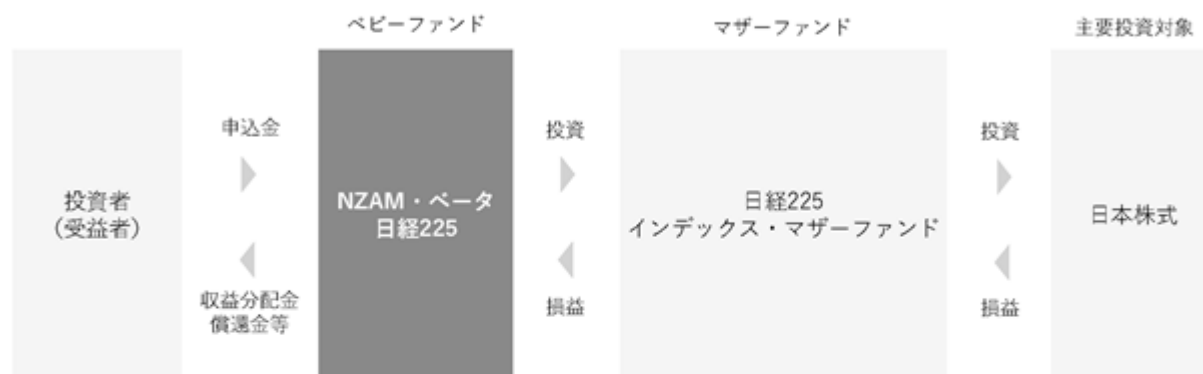 ベビーファンド
マザーファンド
主要投資対象
投資者
(受益者)
申込金
収益分配金
償還金等
NZAM・ベータ
日経225
投資
損益
日経225
インデックス・マザーファンド
投資
損益
日本株式